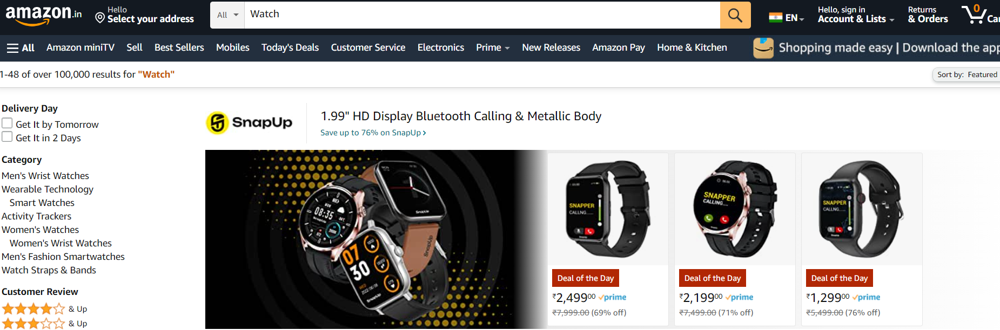 amazon.in
Hello
Select your address
All
Watch
EN
Hello, sign in
Account & Lists
Returns
& Orders
0
All Amazon miniTV Sell Best Sellers Mobiles Today's Deals Customer Service Electronics Prime New Releases Amazon Pay Home & Kitchen
Shopping made easy | Download the app
1-48 of over 100,000 results for "Watch"
Sort by: Featured
Delivery Day
Get It by Tomorrow
Get It in 2 Days
Category
Men's Wrist Watches
Wearable Technology
Smart Watches
Activity Trackers
Women's Watches
Women's Wrist Watches
Men's Fashion Smartwatches
Watch Straps & Bands
Customer Review
& Up
& Up
SnapUp
1.99" HD Display Bluetooth Calling & Metallic Body
Save up to 76% on SnapUp
08:35
SnapUp
SnapUp
SnapUp
07
30
SnapUp
SNAPPER
CALLNG.....
Deal of the Day
₹2,49900 prime
₹7,999.00 (69% off)
SNAPPER
CALLING....
Deal of the Day
₹2,19900 prime
₹7,499.00 (71% off)
SNAPPER
CALLNG.....
Deal of the Day
₹1,29900 prime
₹5,499.00 (76% off)